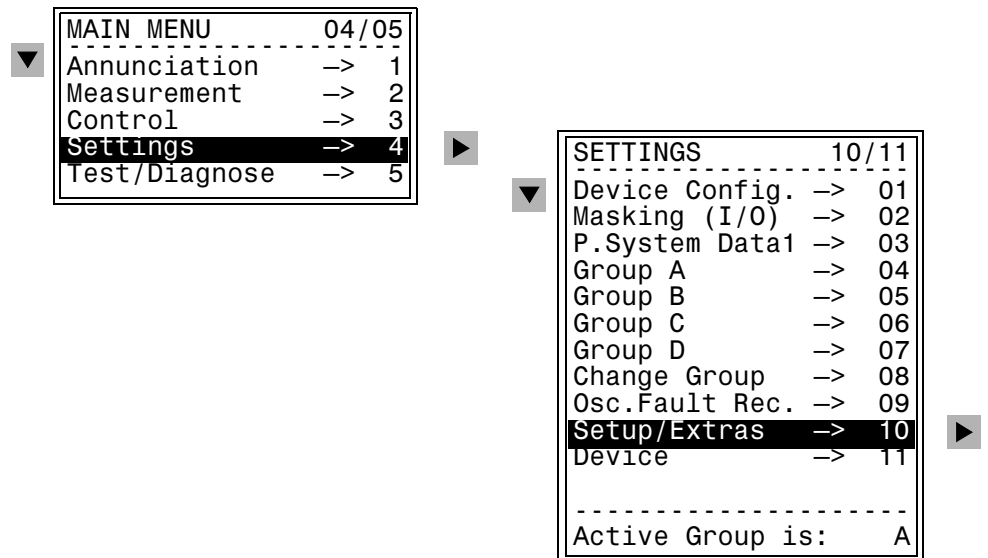 MAIN MENU 04/05
---------------------
Annunciation —> 1
Measurement —> 2
Control —> 3
Settings —> 4
Test/Diagnose —> 5
SETTINGS 10/11
---------------------
Device Config. —> 01
Masking (I/O) —> 02
P.System Data1 —> 03
Group A —> 04
Group B —> 05
Group C —> 06
Group D —> 07
Change Group —> 08
Osc.Fault Rec. —> 09
Setup/Extras —> 10
Device —> 11
---------------------
Active Group is: A